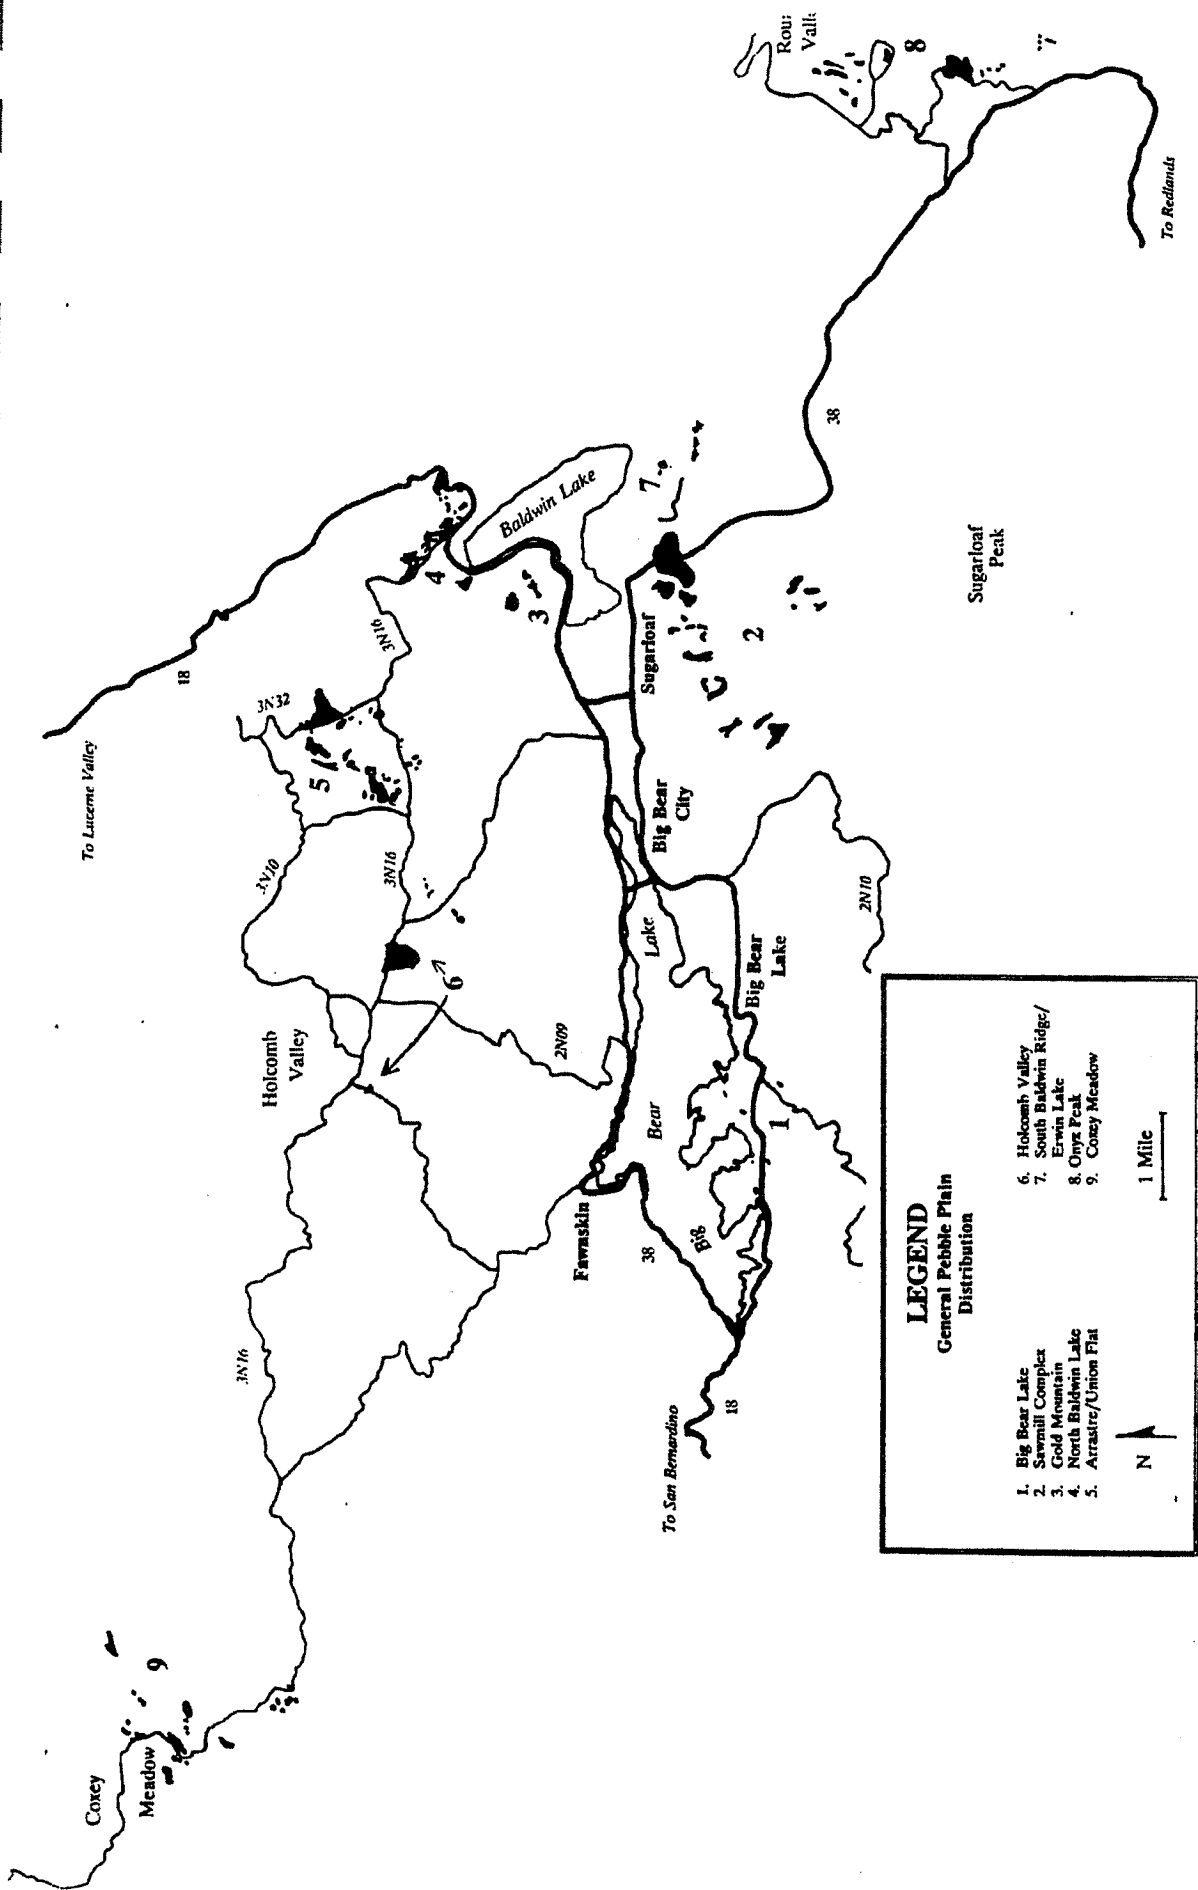 Coxey
Meadow
9
3N16
Holcomb
Valley
6
3N10
3N16
5
3N32
3N16
To Lucerne Valley
18
4
3
Baldwin Lake
7
2N09
Fawnskin
38
Big
Bear
Lake
To San Bernardino
18
1
Big Bear
Lake
Big Bear
City
Sugarloaf
2
2N10
Sugarloaf
Peak
38
8
To Redlands
LEGEND
General Pebble Plain
Distribution
1. Big Bear Lake
2. Sawmill Complex
3. Gold Mountain
4. North Baldwin Lake
5. Arrastre/Union Flat
6. Holcomb Valley
7. South Baldwin Ridge/
Erwin Lake
8. Onyx Peak
9. Coxey Meadow
N
1 Mile